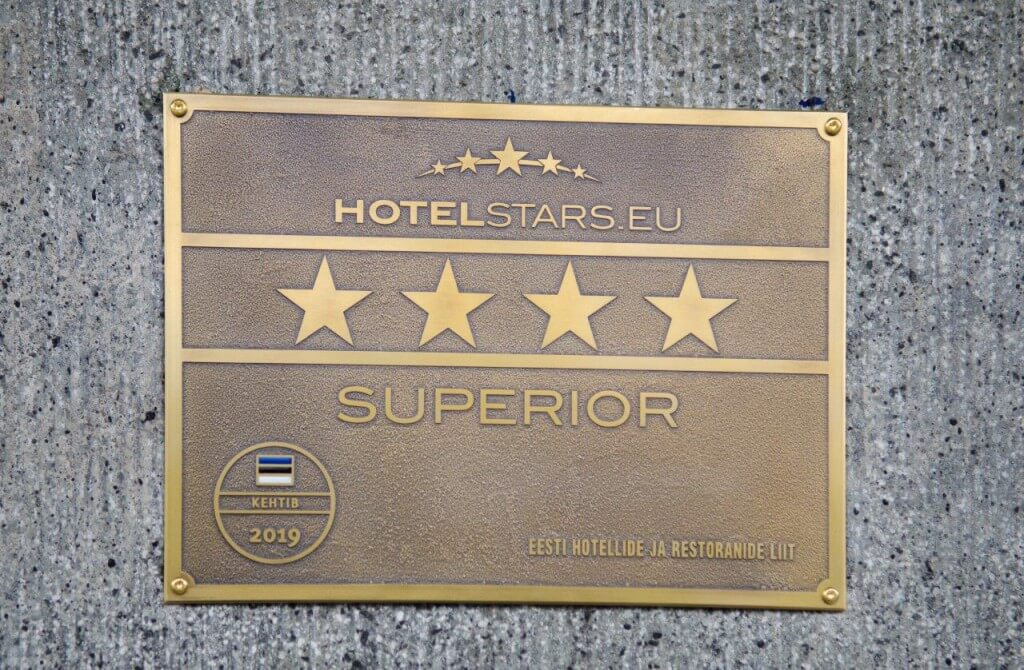 HOTELSTARS.EU
SUPERIOR
KEHTIB
2019
EESTI HOTELLIDE JA RESTORANIDE LIIT